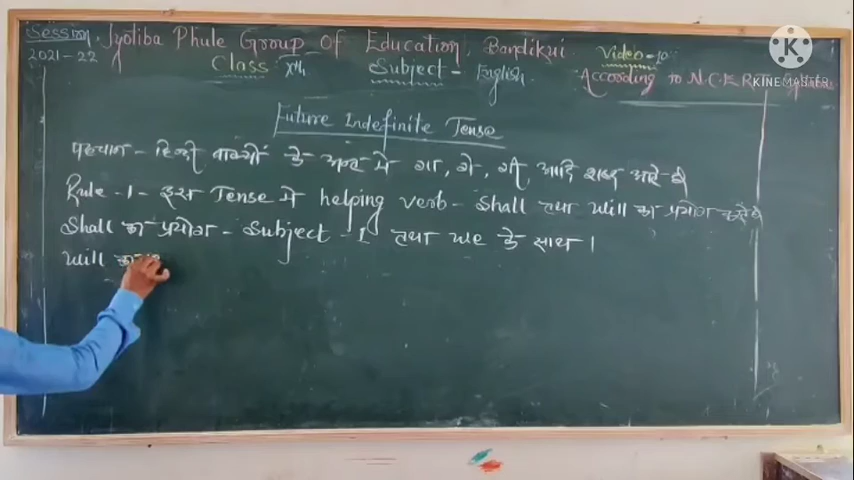 Session, Jyotiba Phule Group Of Education, Bandikui
2021-22 Class Xth Subject - English Video - 10
According to N.C.E.R.T
KINEMASTER
Future Indefinite Tense
पहचान - हिन्दी वाक्यों के अन्त में गा, गे, गी, आदि शब्द आते
Rule - 1 - इस Tense में helping verb - Shall तथा Will का प्रयोग करते
Shall का प्रयोग - Subject - I तथा We के साथ।
Will का